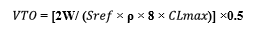 VTO = [2W/ (Sref × ρ × 8 × CLmax)] ×0.5